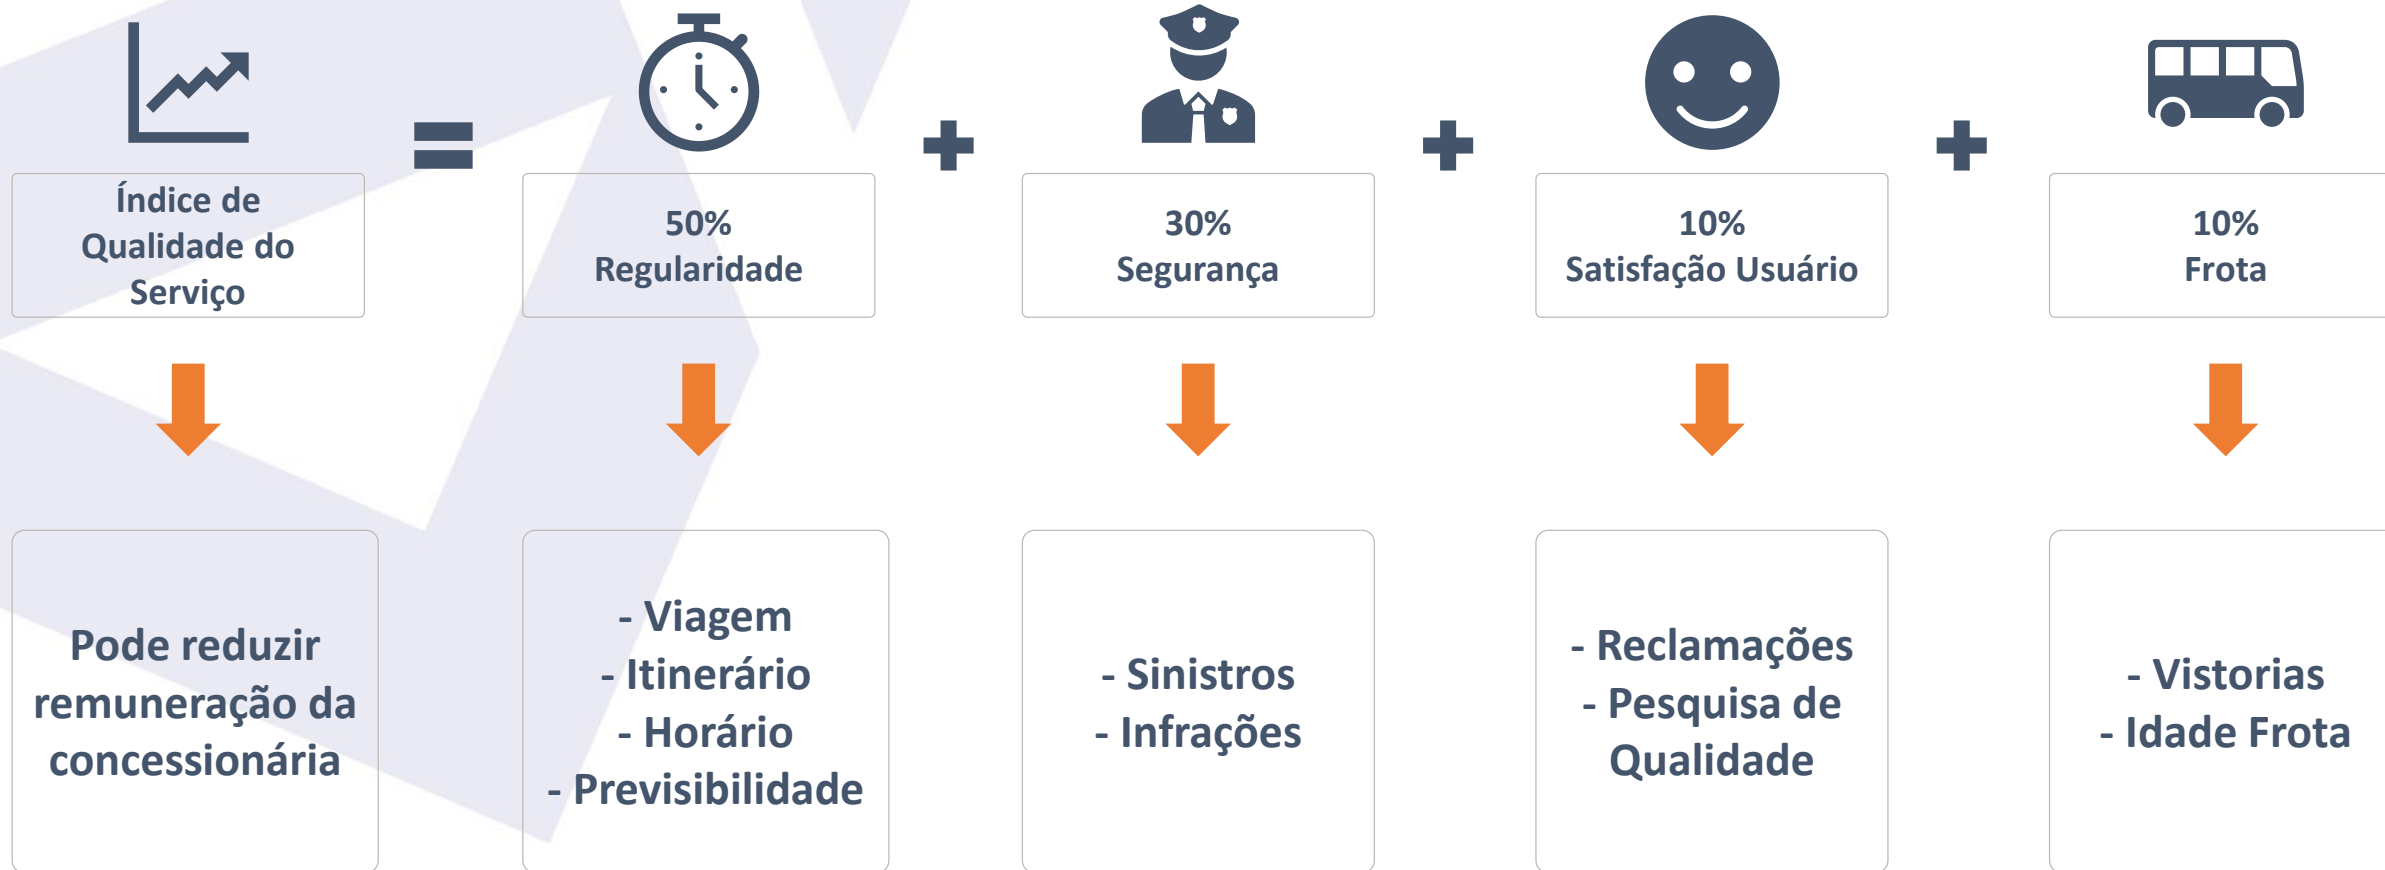 Índice de
Qualidade do
Serviço
50%
Regularidade
30%
Segurança
10%
Satisfação Usuário
10%
Frota
Pode reduzir
remuneração da
concessionária
- Viagem
- Itinerário
- Horário
- Previsibilidade
- Sinistros
- Infrações
- Reclamações
- Pesquisa de
Qualidade
- Vistorias
- Idade Frota